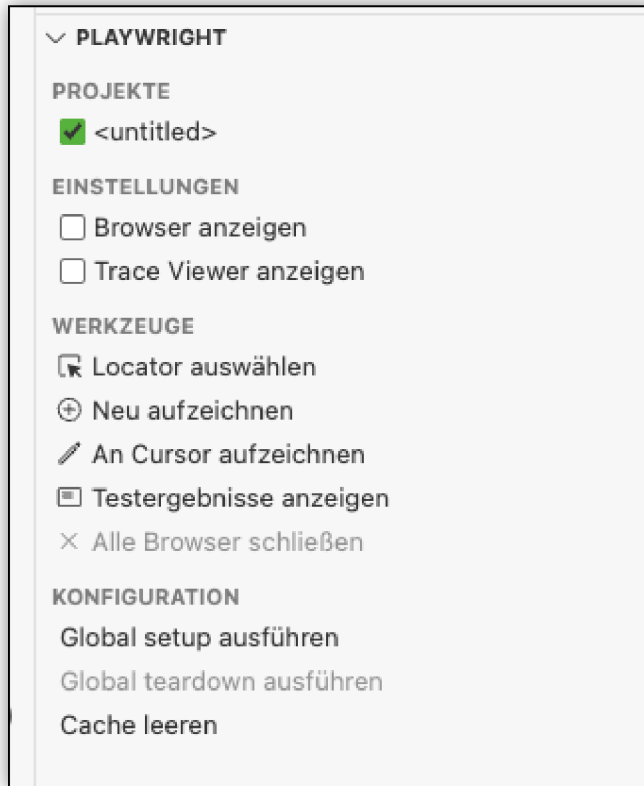 PLAYWRIGHT
PROJEKTE
<untitled>
EINSTELLUNGEN
Browser anzeigen
Trace Viewer anzeigen
WERKZEUGE
Locator auswählen
Neu aufzeichnen
An Cursor aufzeichnen
Testergebnisse anzeigen
Alle Browser schließen
KONFIGURATION
Global setup ausführen
Global teardown ausführen
Cache leeren